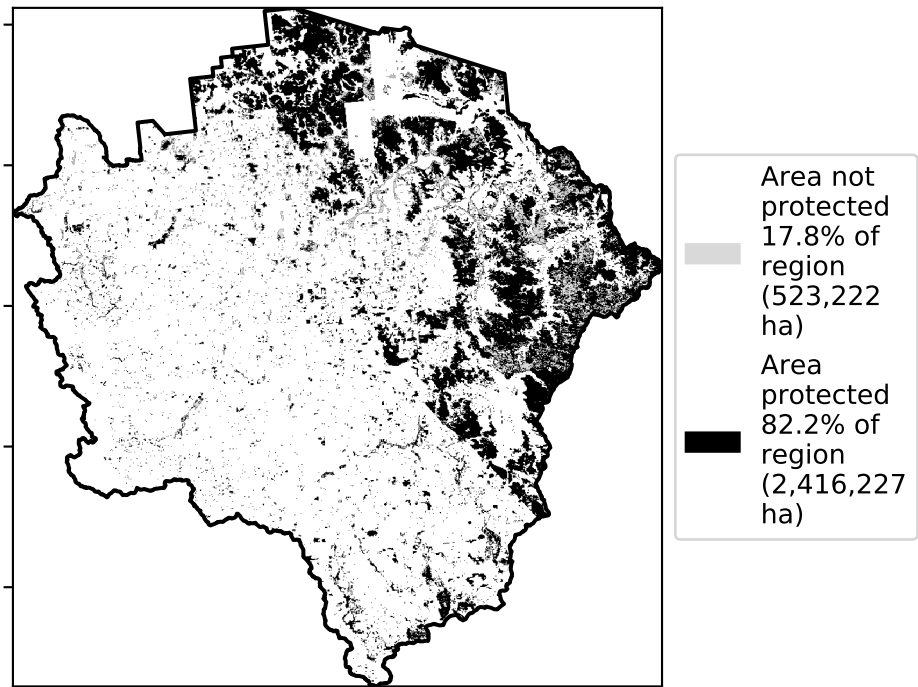 Area not
protected
17.8% of
region
(523,222
ha)
Area
protected
82.2% of
region
(2,416,227
ha)